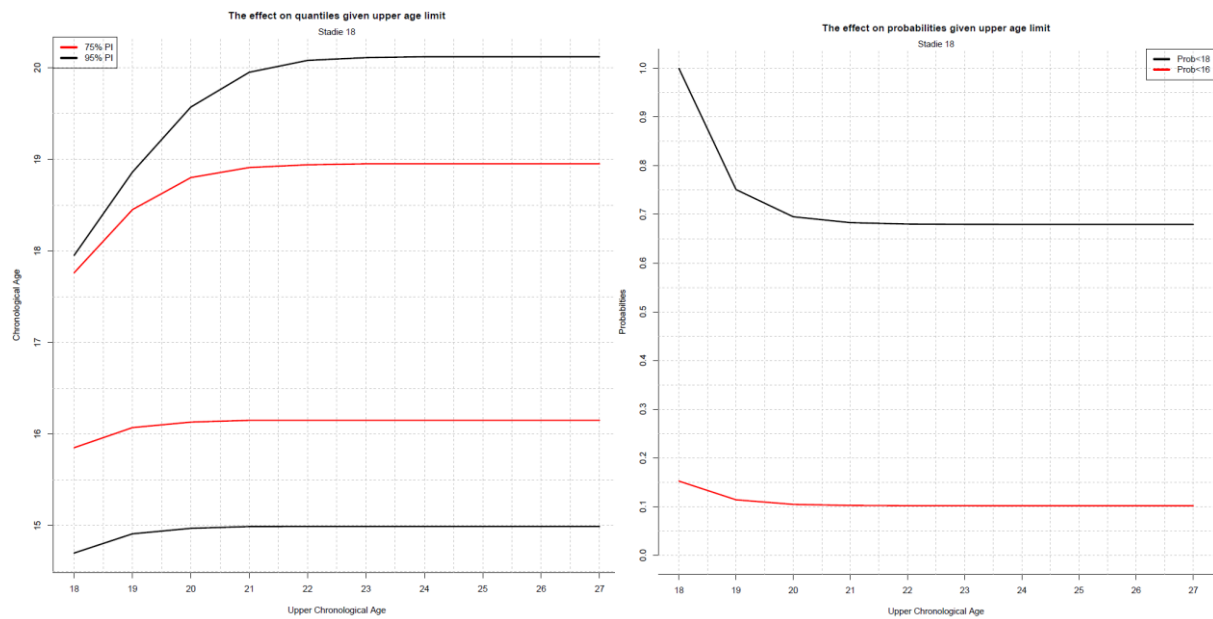 The effect on quantiles given upper age limit
Stadie 18
75% PI
95% PI
20
19
18
17
16
15
Chronological Age
18 19 20 21 22 23 24 25 26 27
Upper Chronological Age
The effect on probabilities given upper age limit
Stadie 18
Prob<18
Prob<16
1.0
0.9
0.8
0.7
0.6
0.5
0.4
0.3
0.2
0.1
0.0
Probabilties
18 19 20 21 22 23 24 25 26 27
Upper Chronological Age